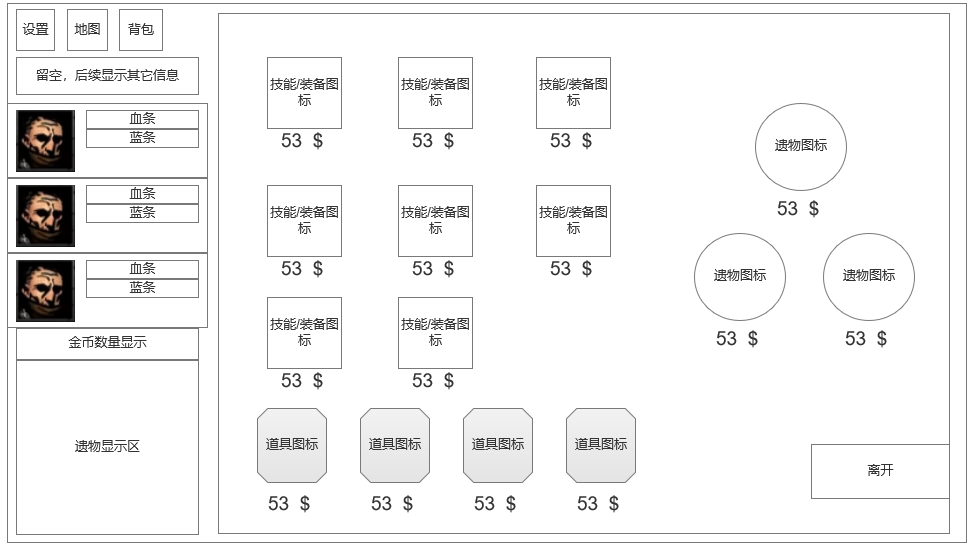 设置 地图 背包
留空，后续显示其它信息
血条
蓝条
血条
蓝条
血条
蓝条
金币数量显示
遗物显示区
技能/装备图 技能/装备图 技能/装备图
标 标 标
53 $ 53 $ 53 $
技能/装备图 技能/装备图 技能/装备图
标 标 标
53 $ 53 $ 53 $
技能/装备图 技能/装备图
标 标
53 $ 53 $
道具图标 道具图标 道具图标 道具图标
53 $ 53 $ 53 $ 53 $
遗物图标
53 $
遗物图标 遗物图标
53 $ 53 $
离开